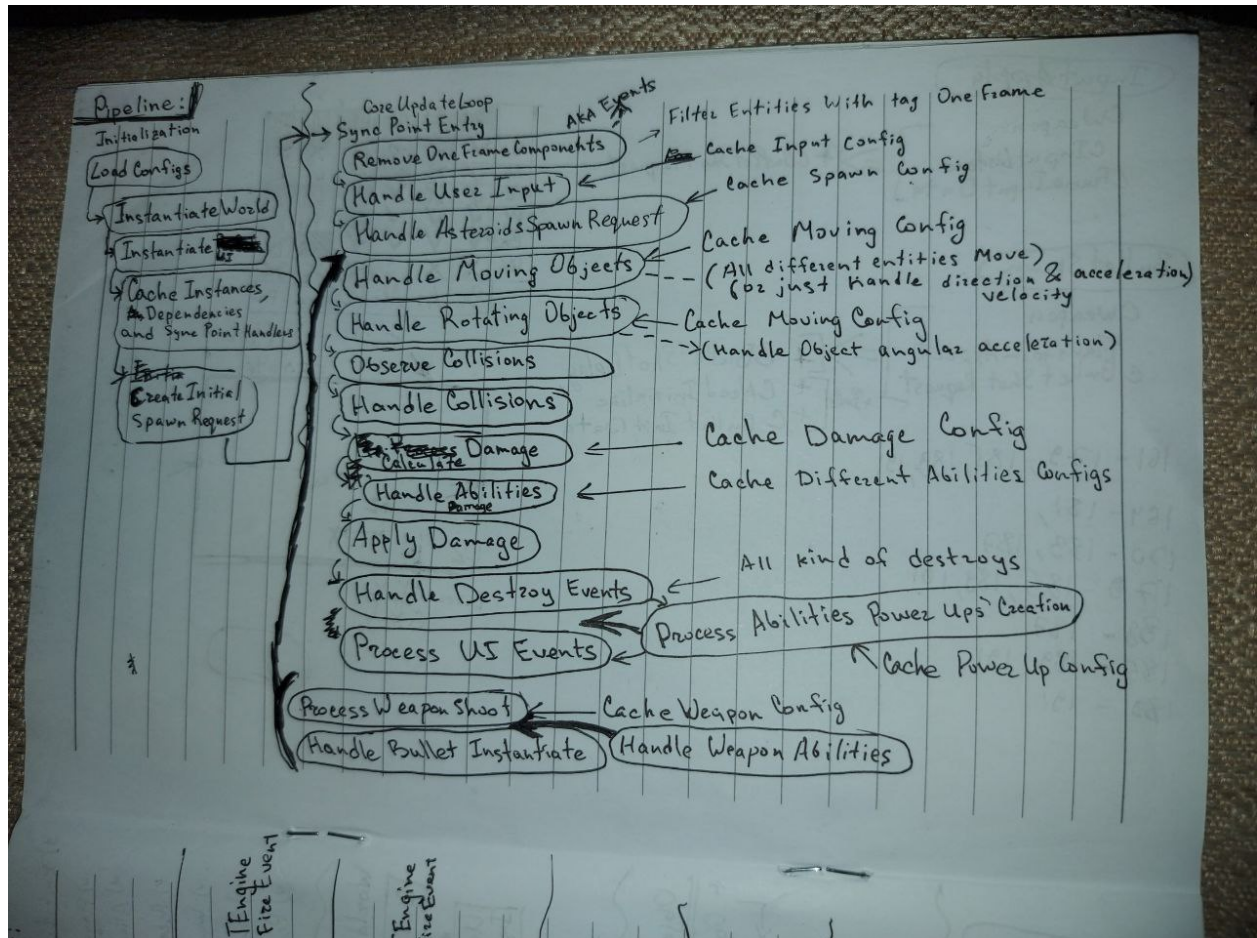 Pipeline:
Initialization
Load Configs
Instantiate World
Instantiate
UI
Cache Instances,
Dependencies
and Sync Point Handlers
Create Initial
Spawn Request
Core Update Loop
Sync Point Entry
AKA Events
Remove One Frame Components
Filter Entities With tag One Frame
Handle User Input
Cache Input Config
Handle Asteroids Spawn Request
Cache Spawn Config
Handle Moving Objects
Cache Moving Config
(All different entities Move)
(or just handle direction & acceleration)
velocity
Handle Rotating Objects
Cache Moving Config
(Handle Object angular acceleration)
Observe Collisions
Handle Collisions
Damage
Calculate
Cache Damage Config
Handle Abilities
Damage
Cache Different Abilities Configs
Apply Damage
Handle Destroy Events
All kind of destroys
Process Abilities Power Ups' Creation
Process UI Events
Cache Power Up Config
Process Weapon Shoot
Cache Weapon Config
Handle Bullet Instantiate
Handle Weapon Abilities
Engine
Fire Event
Engine
Event